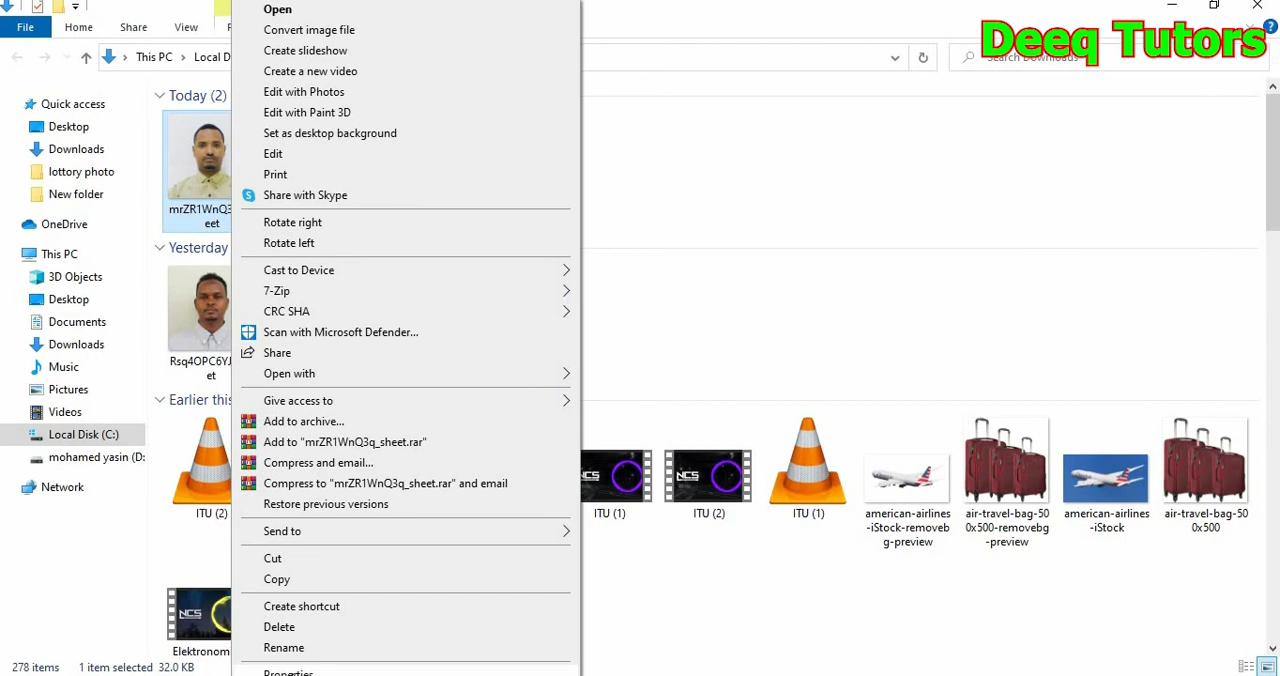 File
Home
Share
View
Deeq Tutors
This PC
Local D
Quick access
Desktop
Downloads
lottory photo
New folder
OneDrive
This PC
3D Objects
Desktop
Documents
Downloads
Music
Pictures
Videos
Local Disk (C:)
mohamed yasin (D:
Network
Today (2)
mrZR1WnQ3
eet
Yesterday
Rsq4OPC6YJ
et
Earlier this
ITU (2)
NCS
Elektronom
Open
Convert image file
Create slideshow
Create a new video
Edit with Photos
Edit with Paint 3D
Set as desktop background
Edit
Print
Share with Skype
Rotate right
Rotate left
Cast to Device
7-Zip
CRC SHA
Scan with Microsoft Defender...
Share
Open with
Give access to
Add to archive...
Add to "mrZR1WnQ3q_sheet.rar"
Compress and email...
Compress to "mrZR1WnQ3q_sheet.rar" and email
Restore previous versions
Send to
Cut
Copy
Create shortcut
Delete
Rename
Properties
NCS
ITU (1)
NCS
ITU (2)
ITU (1)
american-airlines
-iStock-removeb
g-preview
air-travel-bag-50
0x500-removebg
-preview
american-airlines
-iStock
air-travel-bag-50
0x500
278 items
1 item selected 32.0 KB